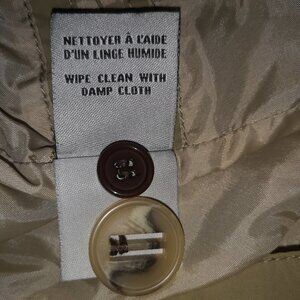 NETTOYER À L'AIDE
D'UN LINGE HUMIDE
WIPE CLEAN WITH
DAMP CLOTH